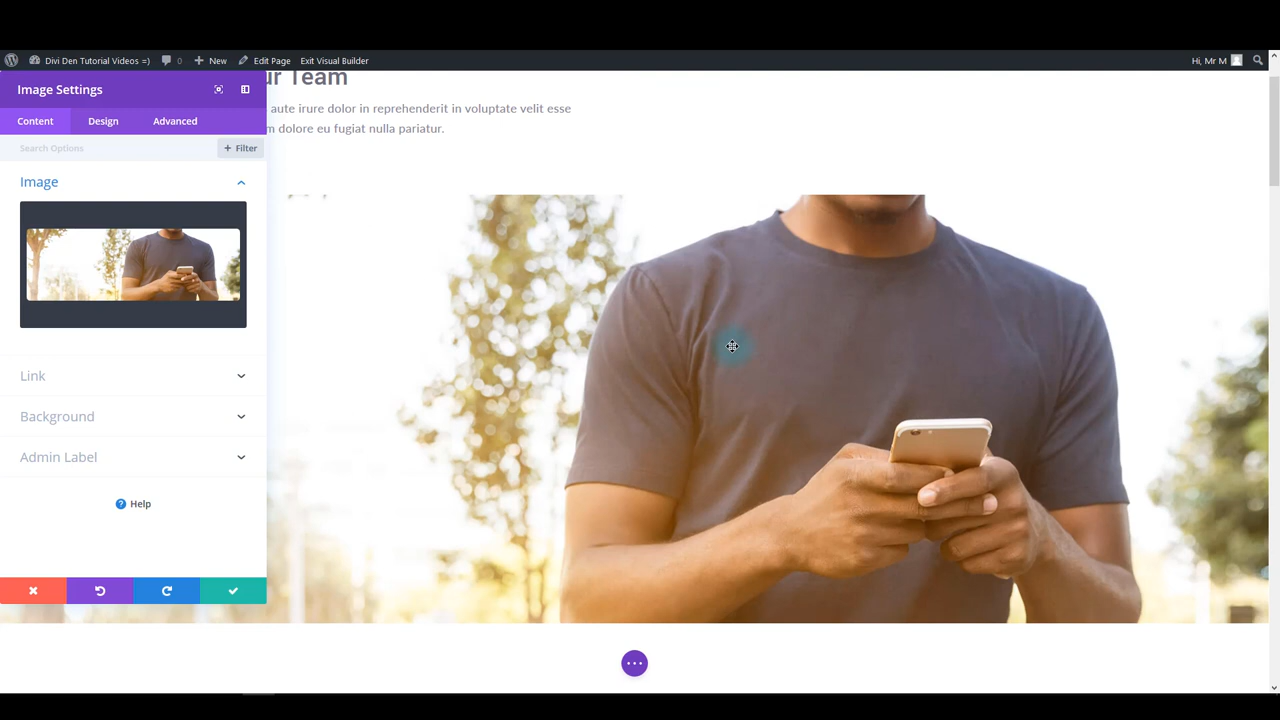 Divi Den Tutorial Videos =) 0 New Edit Page Exit Visual Builder Hi, Mr M
ur Team
Image Settings
aute irure dolor in reprehenderit in voluptate velit esse
m dolore eu fugiat nulla pariatur.
Content Design Advanced
Search Options + Filter
Image
Link
Background
Admin Label
? Help